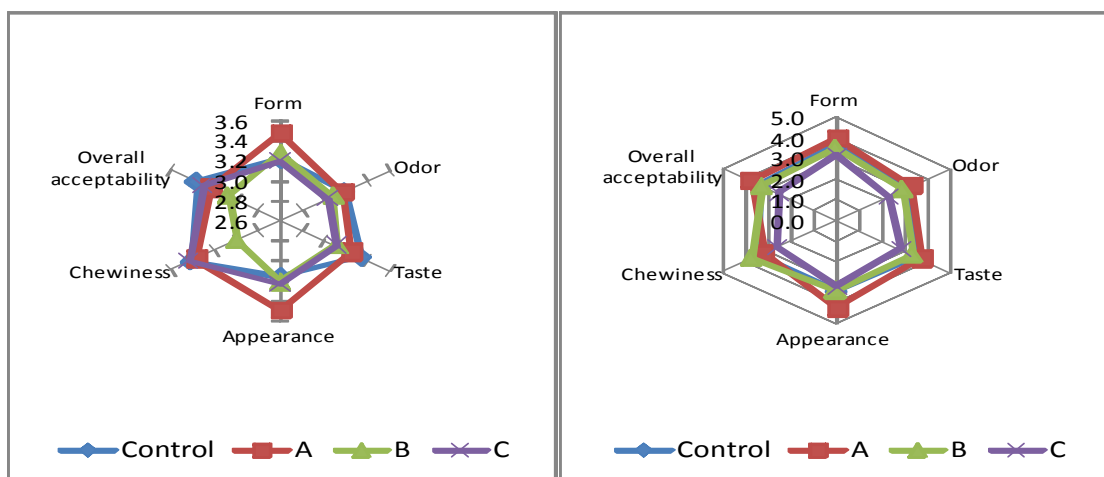 Form
3.6
3.4
3.2
3.0
2.8
2.6
Overall
acceptability
Odor
Chewiness
Taste
Appearance
Control A B C
Form
5.0
4.0
3.0
2.0
1.0
0.0
Overall
acceptability
Odor
Chewiness
Taste
Appearance
Control A B C